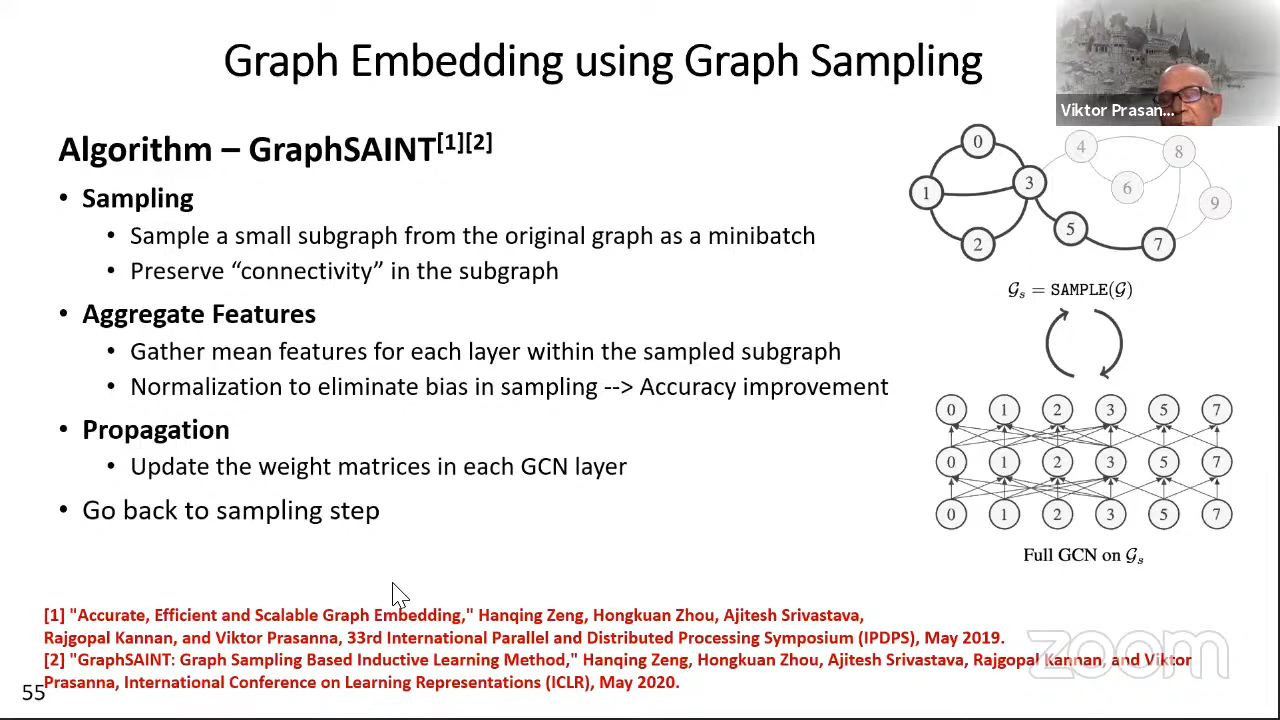 Graph Embedding using Graph Sampling
Viktor Prasan...
Algorithm – GraphSAINT[1][2]
• Sampling
• Sample a small subgraph from the original graph as a minibatch
• Preserve “connectivity” in the subgraph
• Aggregate Features
• Gather mean features for each layer within the sampled subgraph
• Normalization to eliminate bias in sampling --> Accuracy improvement
• Propagation
• Update the weight matrices in each GCN layer
• Go back to sampling step
0
4
8
3
1
6
9
5
2
7
𝒢ₛ = SAMPLE(𝒢)
0 1 2 3 5 7
0 1 2 3 5 7
0 1 2 3 5 7
Full GCN on 𝒢ₛ
[1] "Accurate, Efficient and Scalable Graph Embedding," Hanqing Zeng, Hongkuan Zhou, Ajitesh Srivastava,
Rajgopal Kannan, and Viktor Prasanna, 33rd International Parallel and Distributed Processing Symposium (IPDPS), May 2019.
[2] "GraphSAINT: Graph Sampling Based Inductive Learning Method," Hanqing Zeng, Hongkuan Zhou, Ajitesh Srivastava, Rajgopal Kannan, and Viktor
Prasanna, International Conference on Learning Representations (ICLR), May 2020.
zoom
55